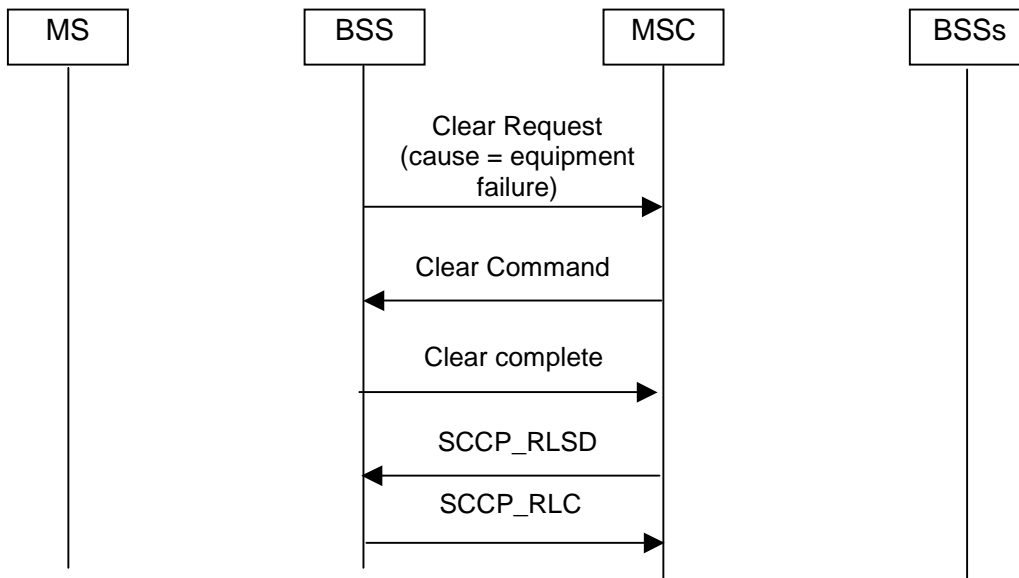 MS
BSS
MSC
BSSs
Clear Request
(cause = equipment
failure)
Clear Command
Clear complete
SCCP_RLSD
SCCP_RLC